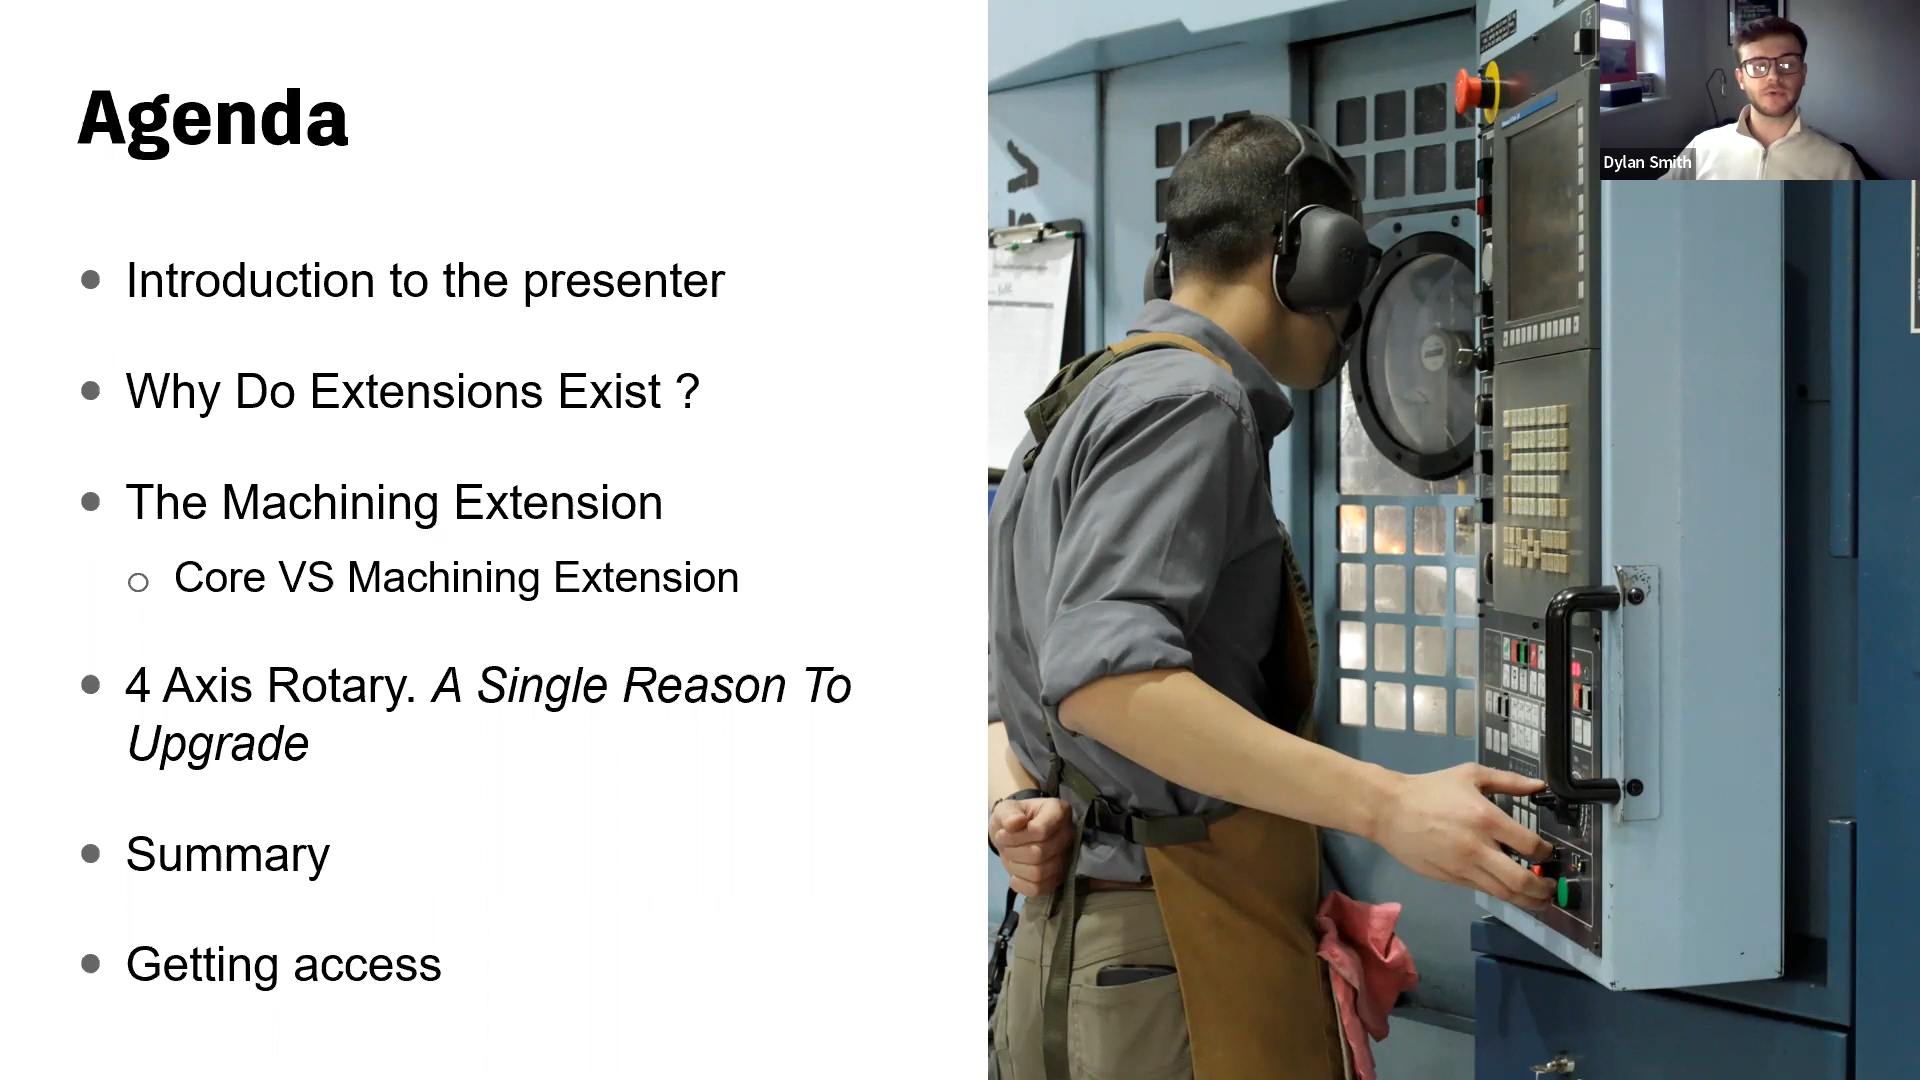 Agenda
Introduction to the presenter
Why Do Extensions Exist ?
The Machining Extension
Core VS Machining Extension
4 Axis Rotary. A Single Reason To
Upgrade
Summary
Getting access
Dylan Smith